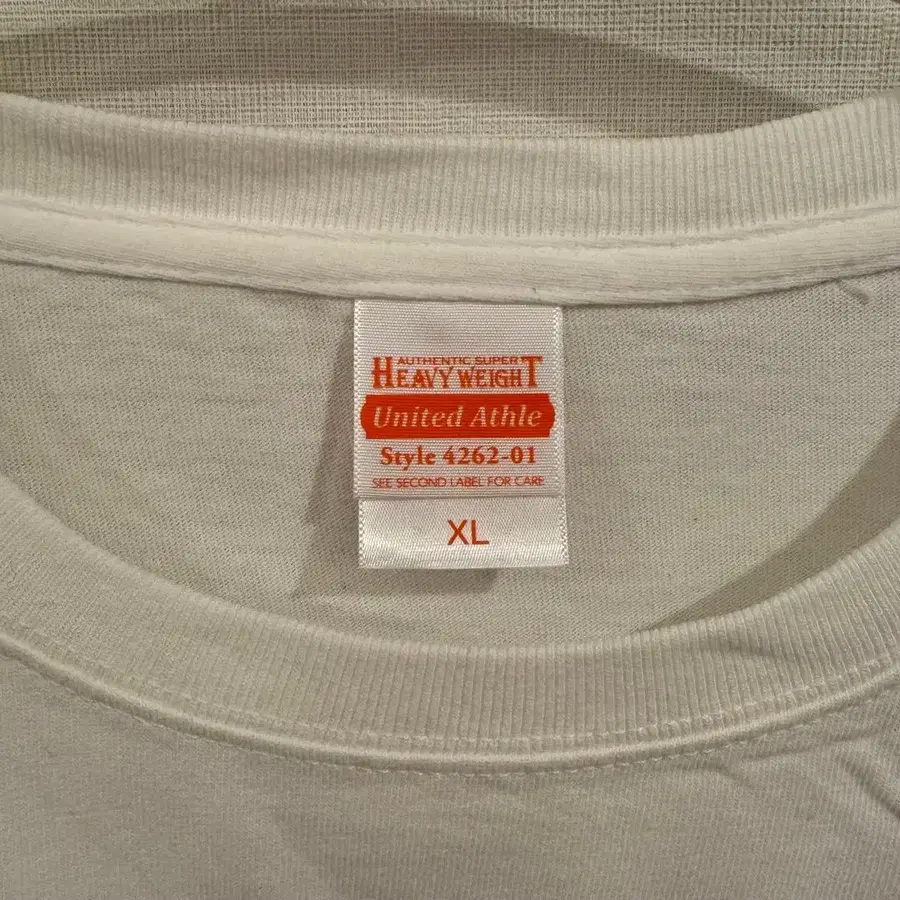 AUTHENTIC SUPER
HEAVY WEIGHT
United Athle
Style 4262-01
SEE SECOND LABEL FOR CARE
XL